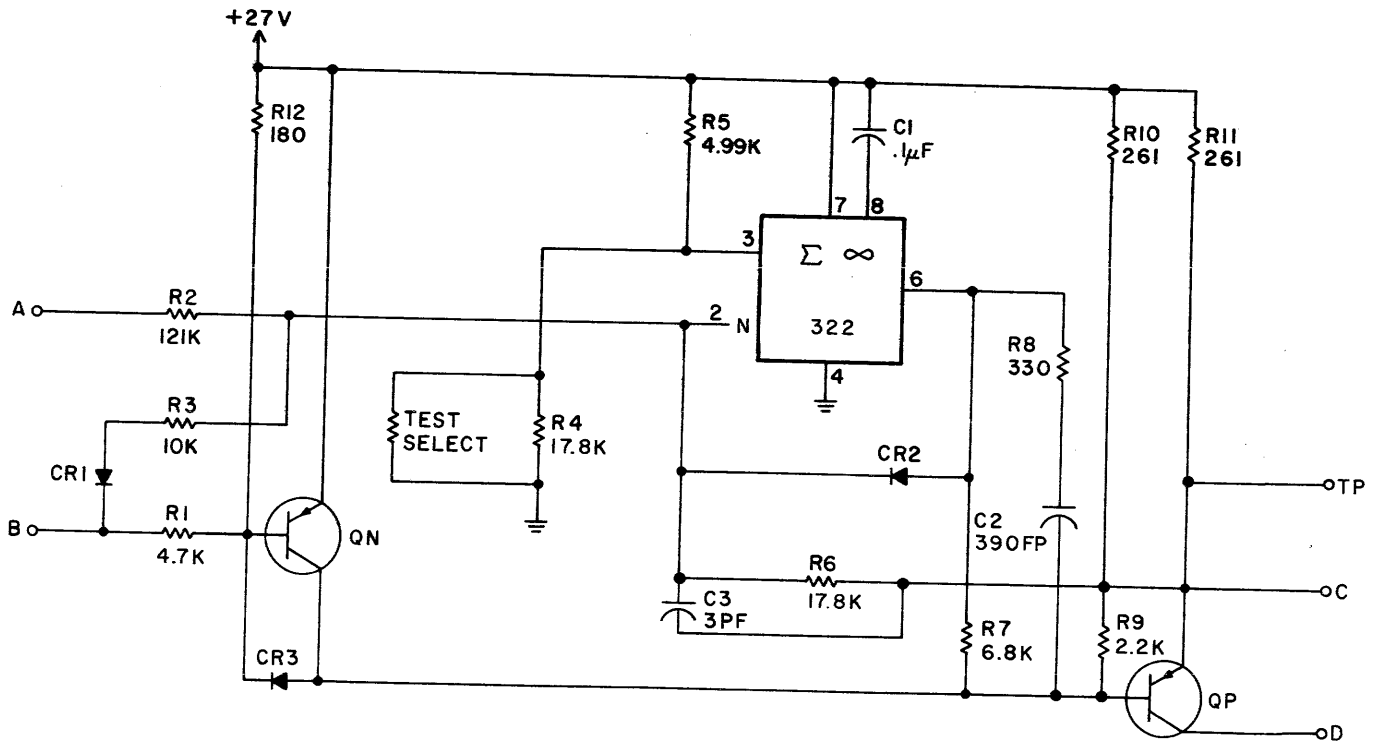 +27V
R12
180
R5
4.99K
C1
.1µF
R10
261
R11
261
7
8
3
Σ ∞
6
A
R2
121K
2
N
322
R8
330
4
R3
10K
TEST
SELECT
R4
17.8K
CR1
CR2
TP
B
R1
4.7K
QN
C2
390FP
R6
17.8K
C
C3
3PF
R7
6.8K
R9
2.2K
CR3
QP
D